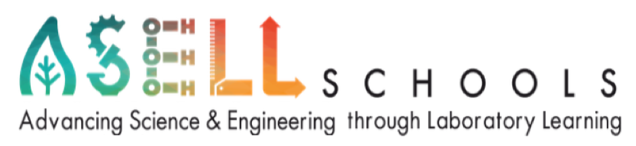 ASELL SCHOOLS
Advancing Science & Engineering through Laboratory Learning